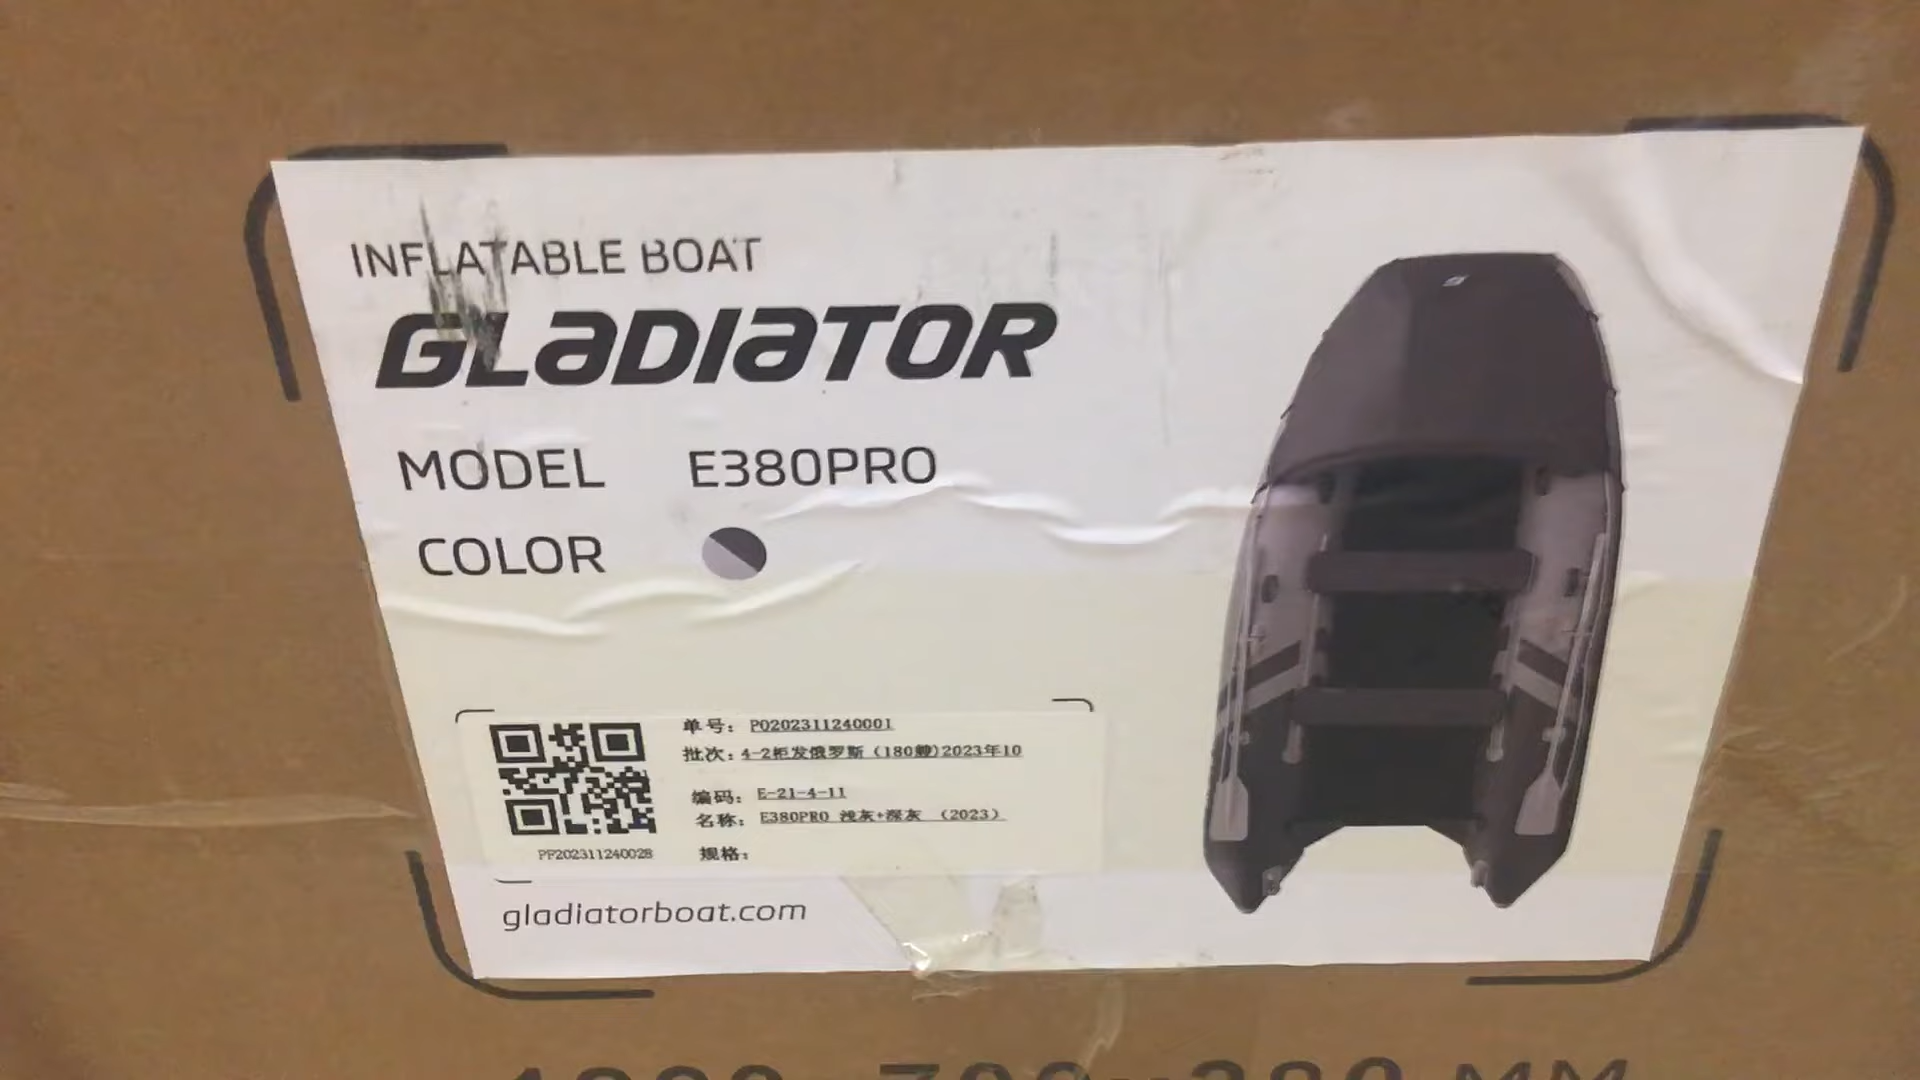 INFLATABLE BOAT
GLADIATOR
MODEL E380PRO
COLOR
单号: PO202311240001
批次: 4-2柜发俄罗斯（180艘)2023年10
编码: E-21-4-11
名称: E380PRO 浅灰+深灰 （2023）
规格:
PF202311240028
gladiatorboat.com
MM